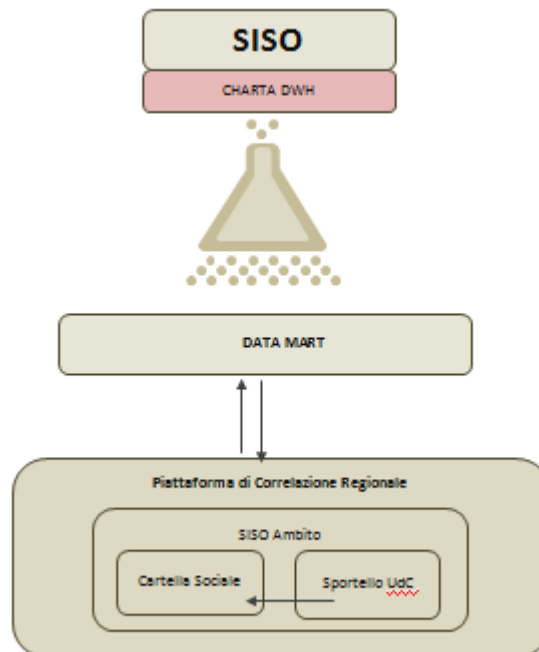 SISO
CHARTA DWH
DATA MART
Piattaforma di Correlazione Regionale
SISO Ambito
Cartella Sociale
Sportello UdC